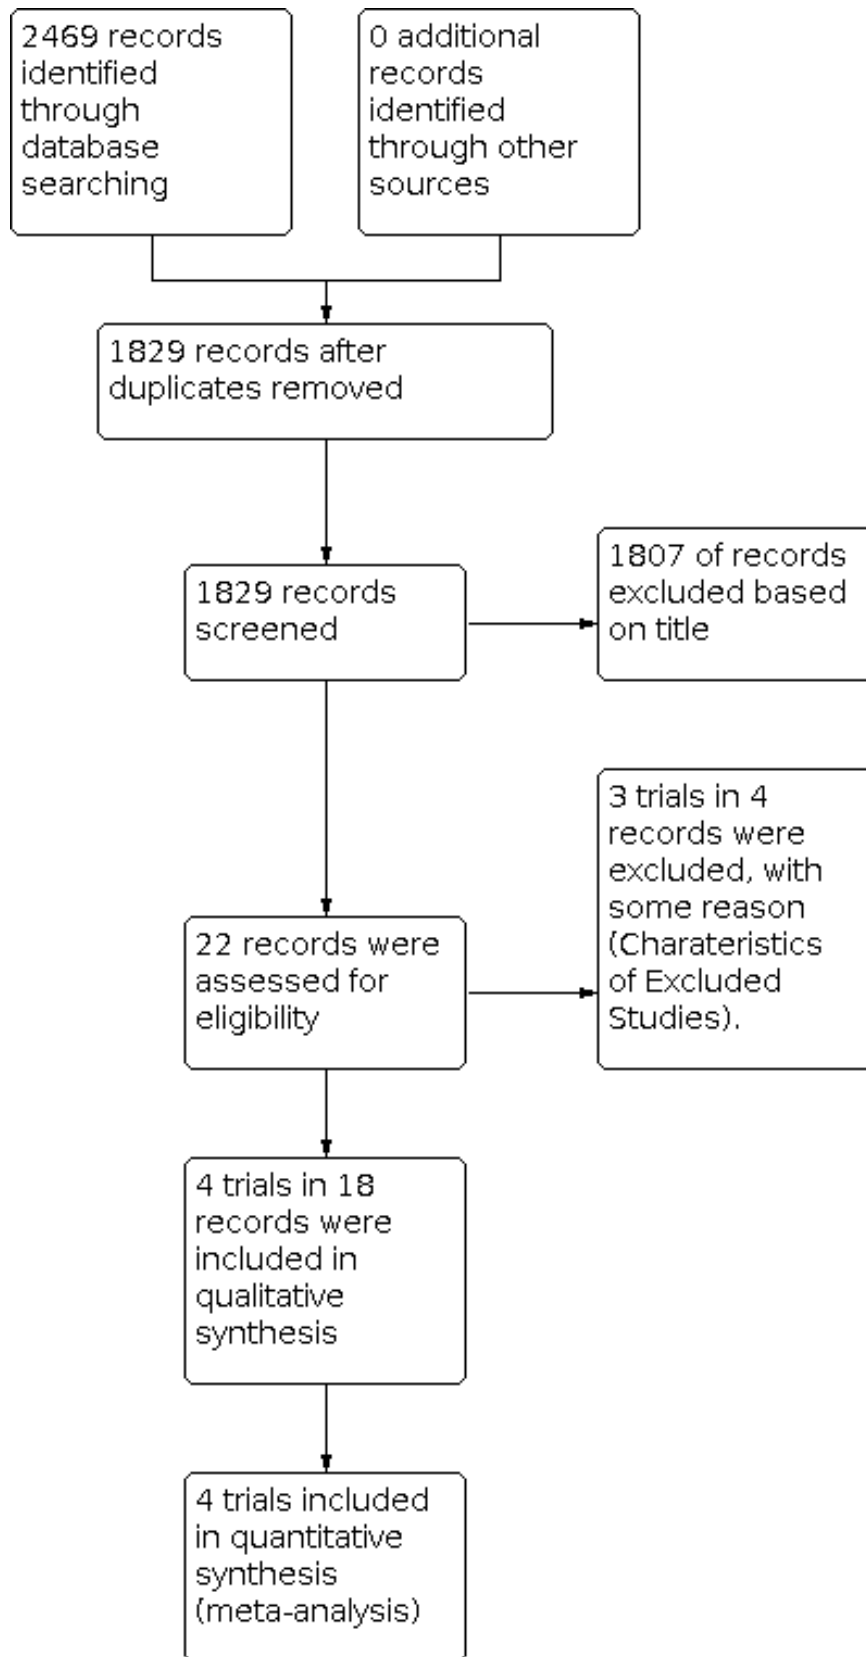 2469 records
identified
through
database
searching
0 additional
records
identified
through other
sources
1829 records after
duplicates removed
1829 records
screened
1807 of records
excluded based
on title
22 records were
assessed for
eligibility
3 trials in 4
records were
excluded, with
some reason
(Charateristics
of Excluded
Studies).
4 trials in 18
records were
included in
qualitative
synthesis
4 trials included
in quantitative
synthesis
(meta-analysis)